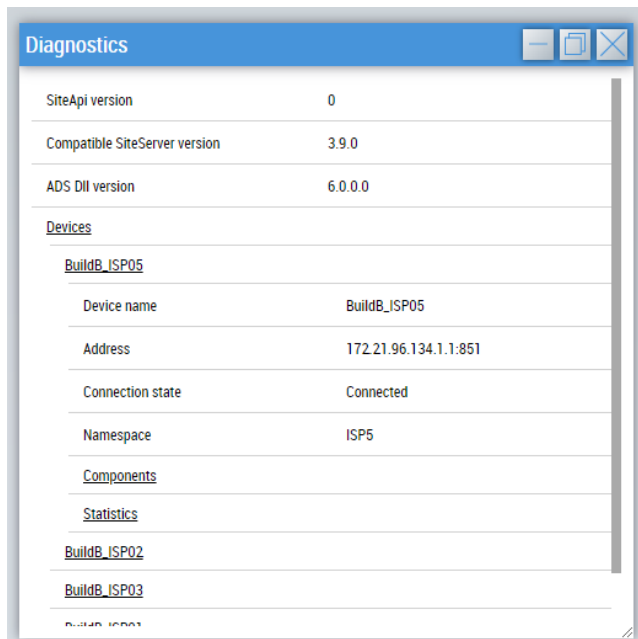 Diagnostics
SiteApi version 0
Compatible SiteServer version 3.9.0
ADS Dll version 6.0.0.0
Devices
BuildB_ISP05
Device name BuildB_ISP05
Address 172.21.96.134.1.1:851
Connection state Connected
Namespace ISP5
Components
Statistics
BuildB_ISP02
BuildB_ISP03